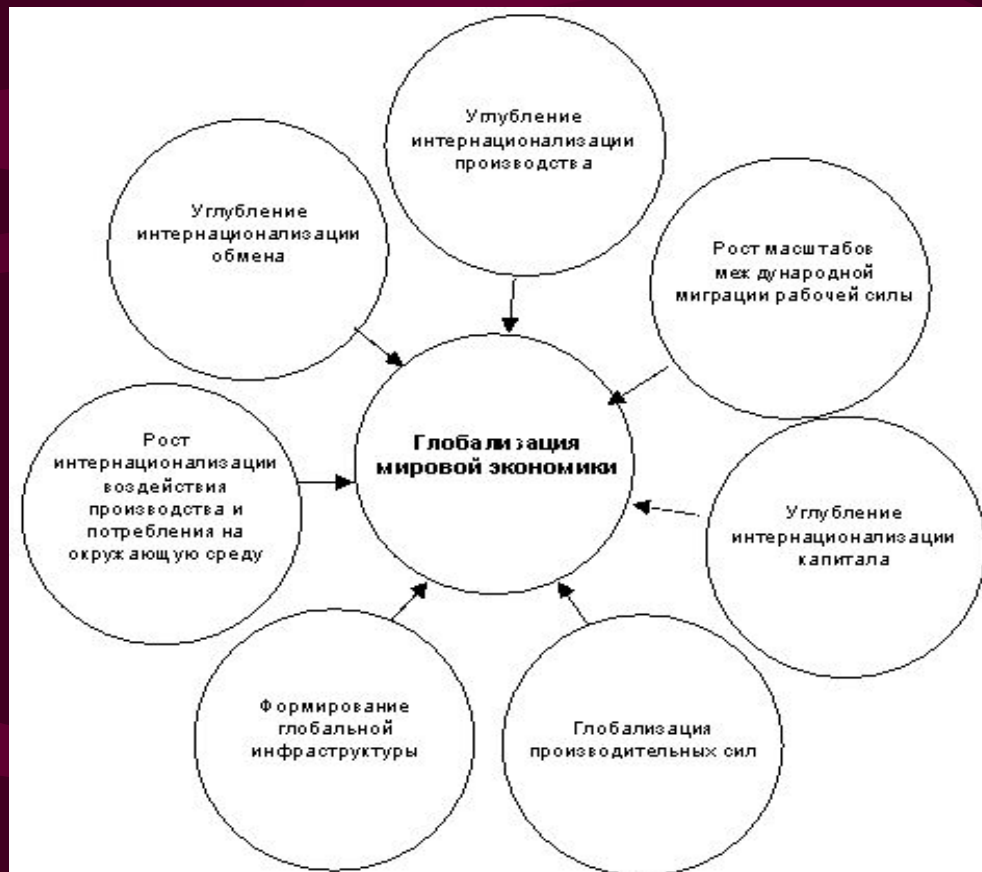 Углубление
интернационализации
производства
Углубление
интернационализации
обмена
Рост масштабов
международной
миграции рабочей силы
Глобализация
мировой экономики
Рост
интернационализации
воздействия
производства и
потребления на
окружающую среду
Углубление
интернационализации
капитала
Формирование
глобальной
инфраструктуры
Глобализация
производительных сил